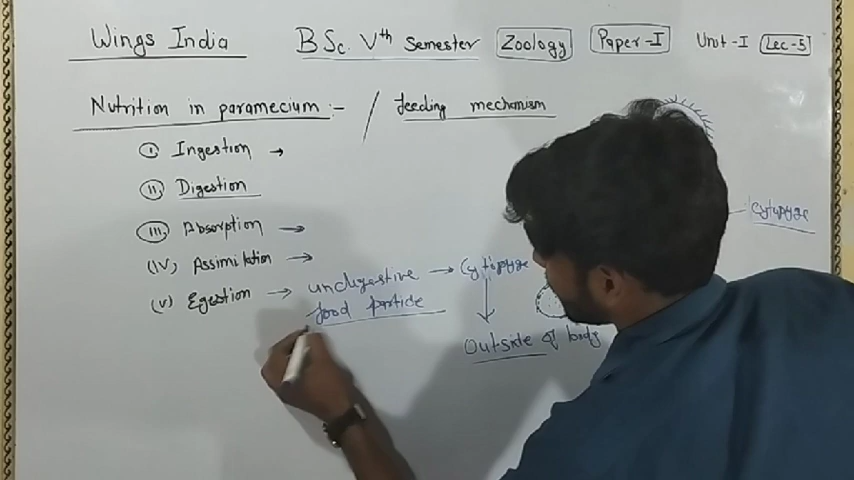 Wings India BSc Vth Semester Zoology Paper-I Unit-I Lec-5
Nutrition in paramecium :- / feeding mechanism
(I) Ingestion →
(II) Digestion
(III) Absorption →
(IV) Assimilation →
(V) Egestion → undigestive food particle → Cytopyge
↓
Outside of body
Cytopyge